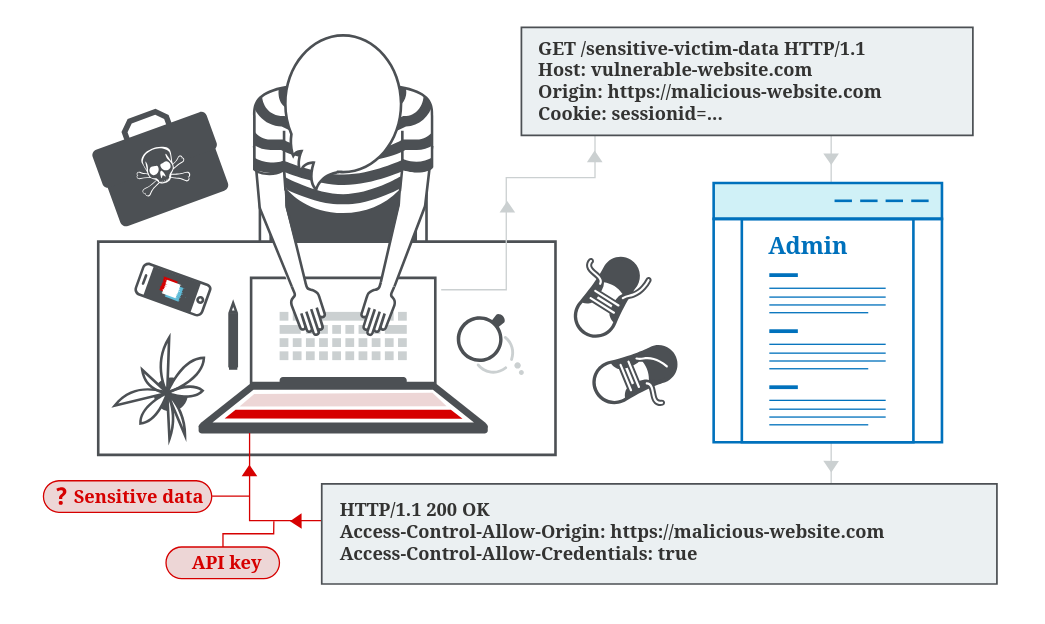 GET /sensitive-victim-data HTTP/1.1
Host: vulnerable-website.com
Origin: https://malicious-website.com
Cookie: sessionid=...
Admin
? Sensitive data
API key
HTTP/1.1 200 OK
Access-Control-Allow-Origin: https://malicious-website.com
Access-Control-Allow-Credentials: true